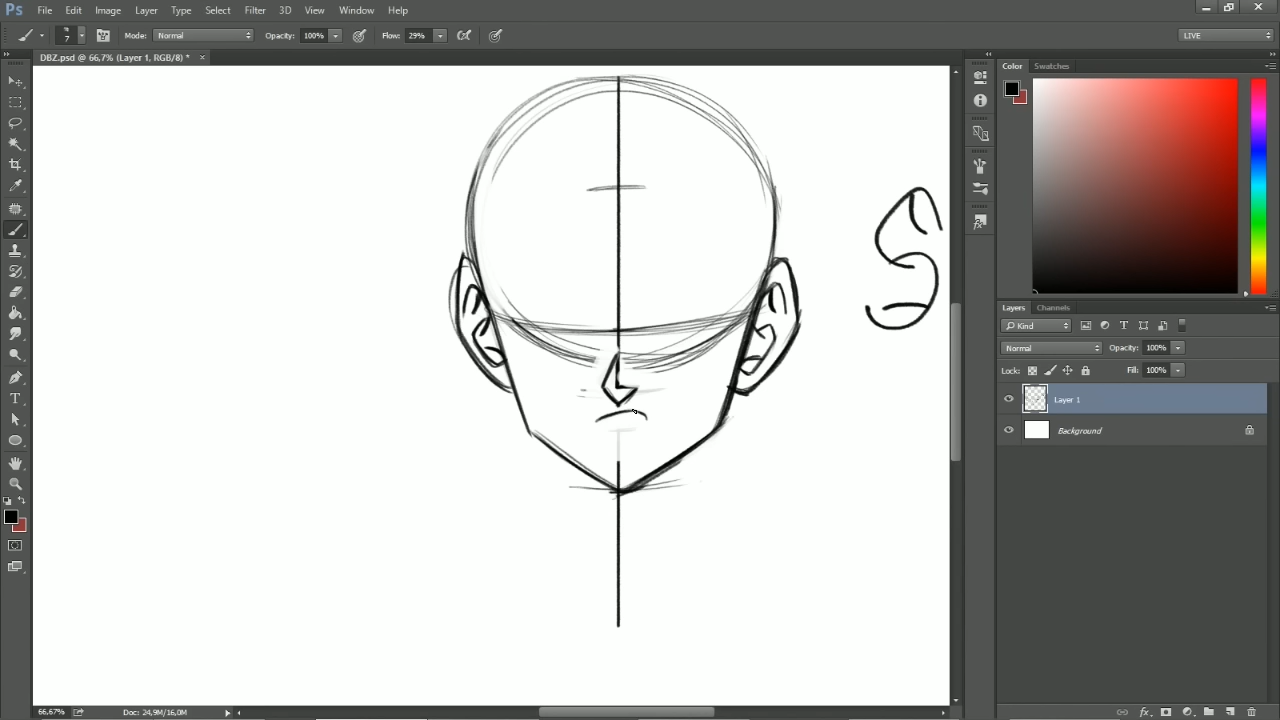 Ps File Edit Image Layer Type Select Filter 3D View Window Help
7 Mode: Normal Opacity: 100% Flow: 29% LIVE
DBZ.psd @ 66,7% (Layer 1, RGB/8) * ×
Color Swatches
Layers Channels
Kind
Normal Opacity: 100%
Lock: Fill: 100%
Layer 1
Background
66,67% Doc: 24,9M/16,0M